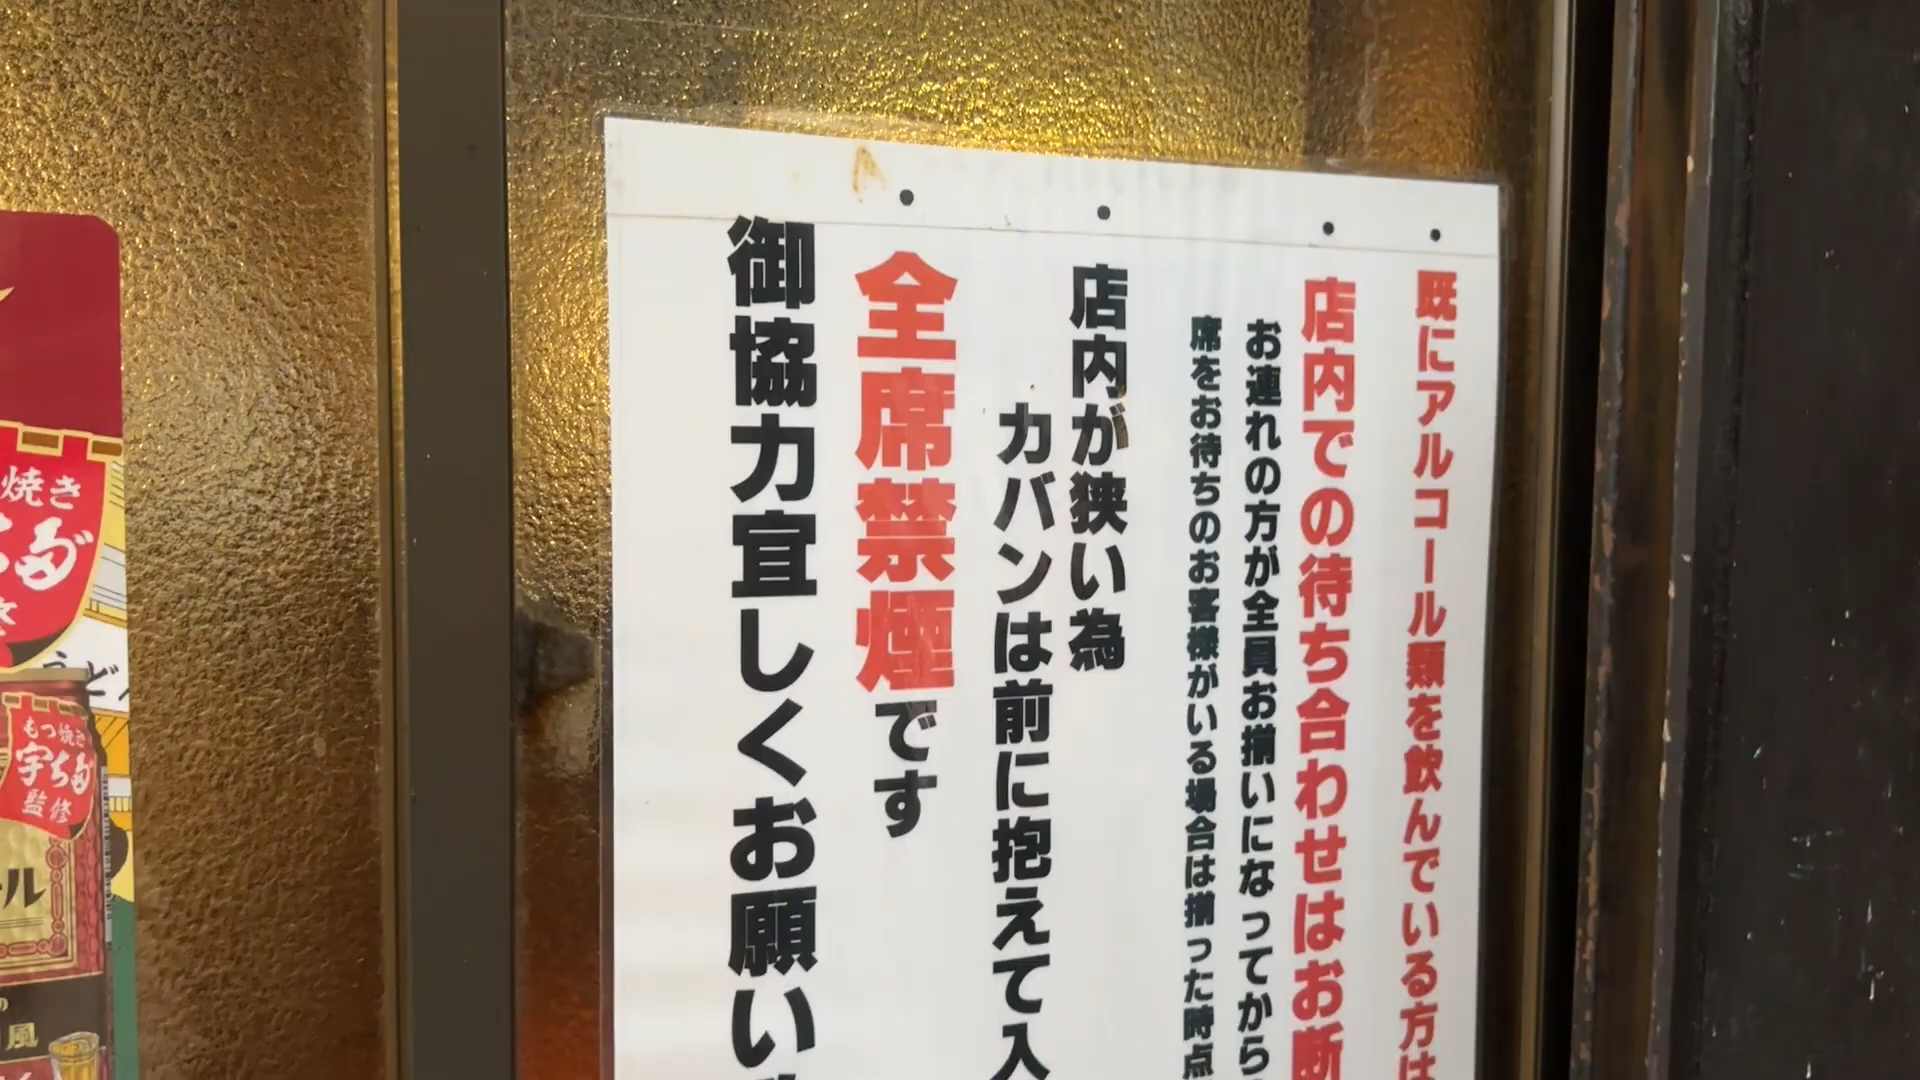 ・既にアルコール類を飲んでいる方は
・店内での待ち合わせはお断
お連れの方が全員お揃いになってから
席をお待ちのお客様がいる場合は揃った時点
・店内が狭い為
カバンは前に抱えて入
・全席禁煙です
御協力宜しくお願い
焼き
もつ焼き
宇ち多゙
監修
ール
の
風